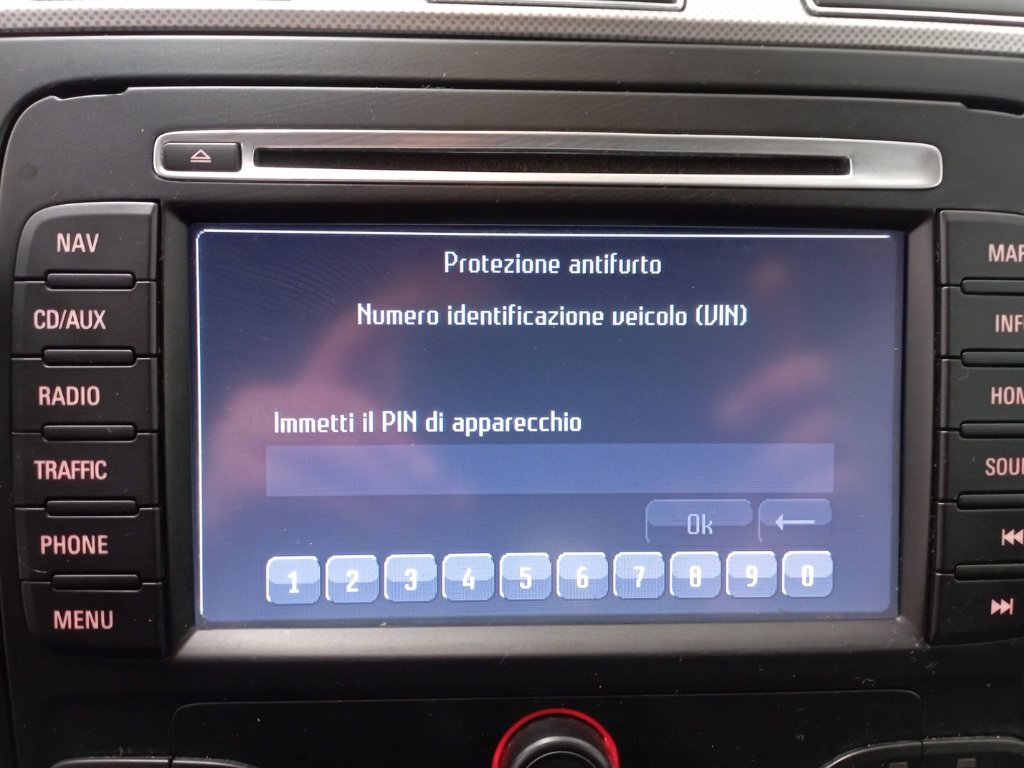 NAV
CD/AUX
RADIO
TRAFFIC
PHONE
MENU
Protezione antifurto
Numero identificazione veicolo (VIN)
Immetti il PIN di apparecchio
Ok
1 2 3 4 5 6 7 8 9 0